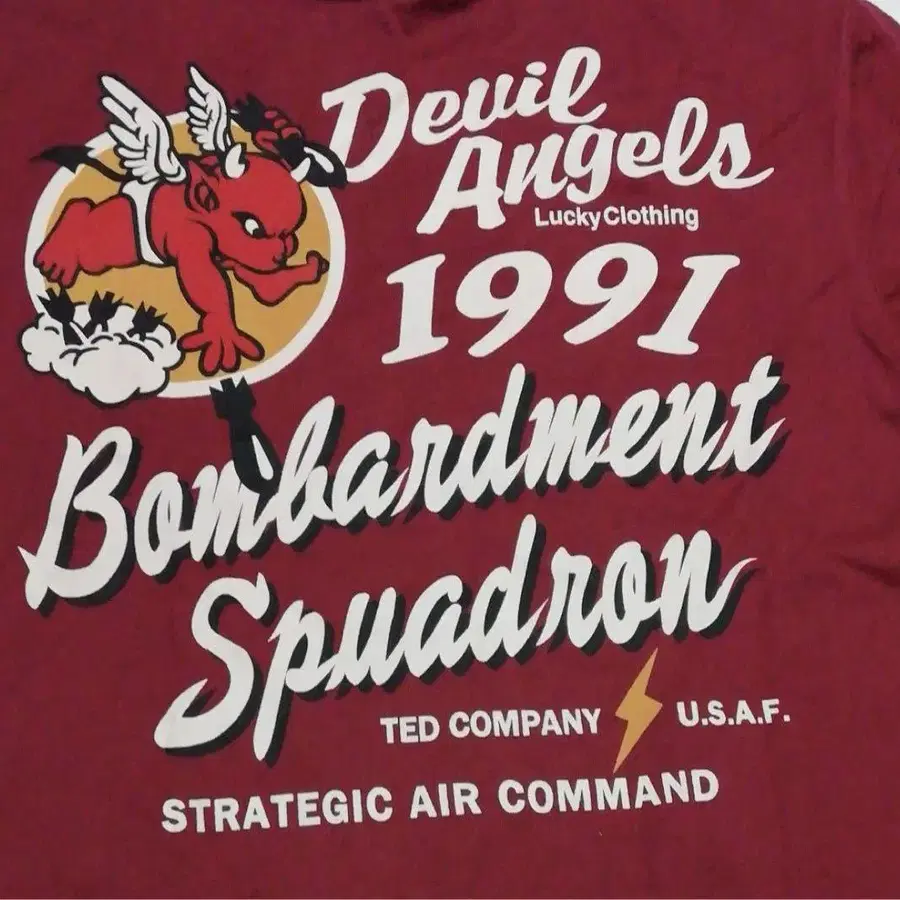 Devil
Angels
Lucky Clothing
1991
Bombardment
Spuadron
TED COMPANY U.S.A.F.
STRATEGIC AIR COMMAND